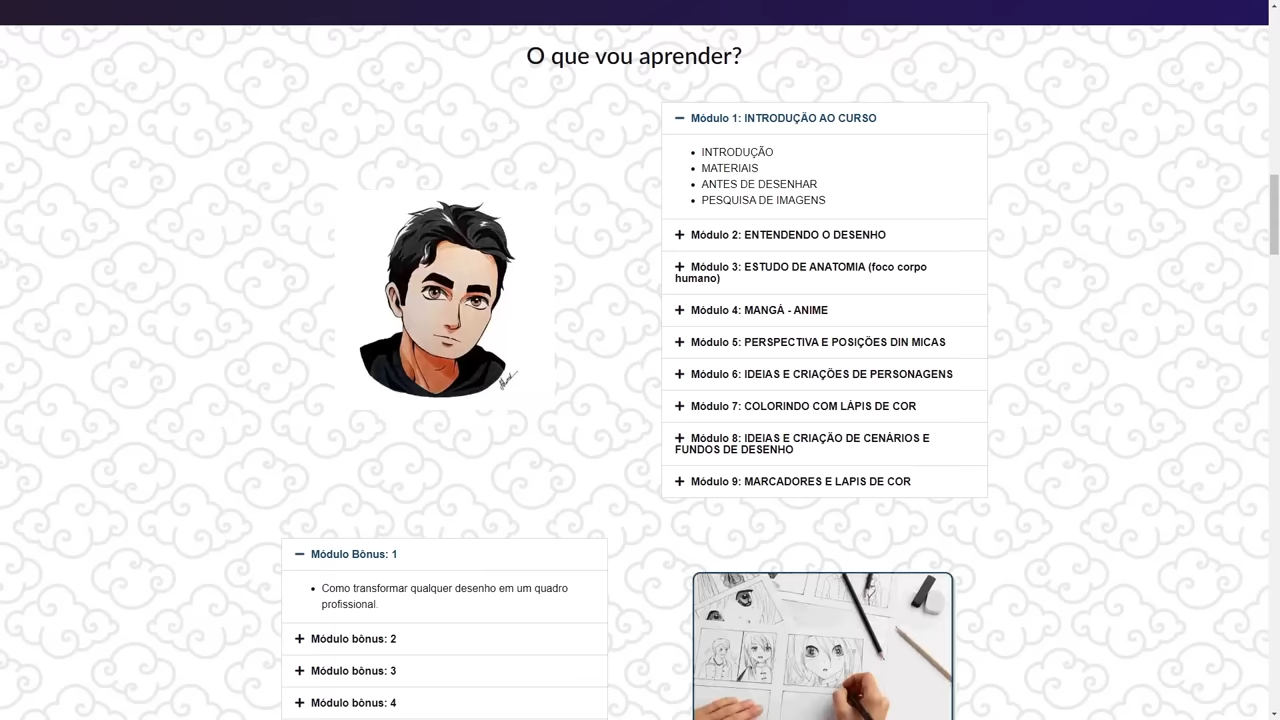 O que vou aprender?
Módulo 1: INTRODUÇÃO AO CURSO
INTRODUÇÃO
MATERIAIS
ANTES DE DESENHAR
PESQUISA DE IMAGENS
Módulo 2: ENTENDENDO O DESENHO
Módulo 3: ESTUDO DE ANATOMIA (foco corpo
humano)
Módulo 4: MANGÁ - ANIME
Módulo 5: PERSPECTIVA E POSIÇÕES DIN MICAS
Módulo 6: IDEIAS E CRIAÇÕES DE PERSONAGENS
Módulo 7: COLORINDO COM LÁPIS DE COR
Módulo 8: IDEIAS E CRIAÇÃO DE CENÁRIOS E
FUNDOS DE DESENHO
Módulo 9: MARCADORES E LAPIS DE COR
Módulo Bônus: 1
Como transformar qualquer desenho em um quadro
profissional.
Módulo bônus: 2
Módulo bônus: 3
Módulo bônus: 4